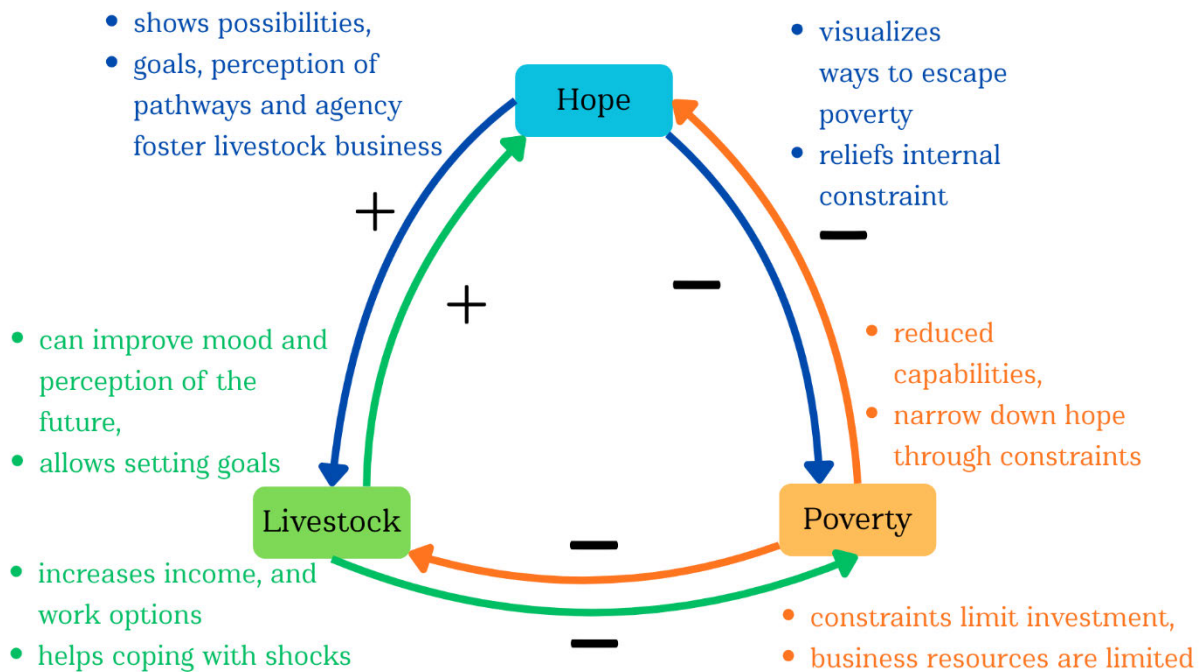 • shows possibilities,
• goals, perception of
pathways and agency
foster livestock business
Hope
• visualizes
ways to escape
poverty
• reliefs internal
constraint
+
−
+
−
• can improve mood and
perception of the
future,
• allows setting goals
• reduced
capabilities,
• narrow down hope
through constraints
Livestock
Poverty
−
• increases income, and
work options
• helps coping with shocks
−
• constraints limit investment,
• business resources are limited